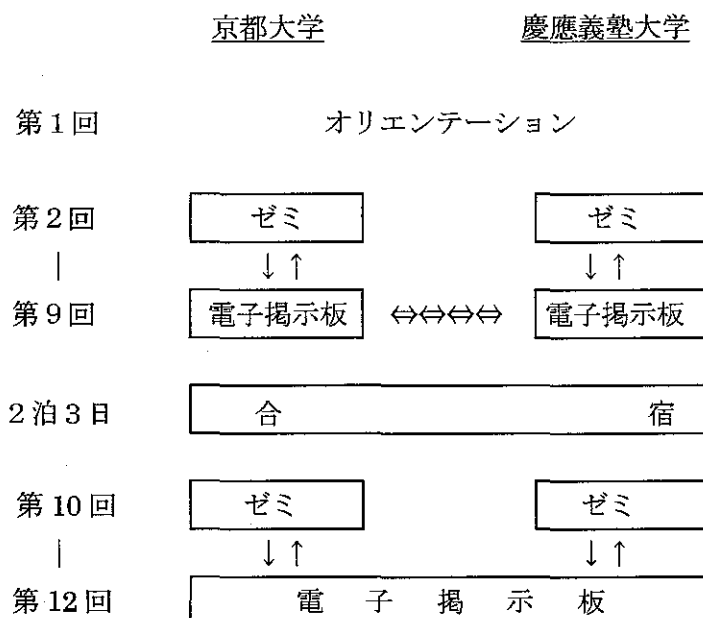 京都大学 慶應義塾大学
第1回 オリエンテーション
第2回 ゼミ ゼミ
| ↓↑ ↓↑
第9回 電子掲示板 ⇔⇔⇔⇔ 電子掲示板
2泊3日 合 宿
第10回 ゼミ ゼミ
| ↓↑ ↓↑
第12回 電 子 掲 示 板